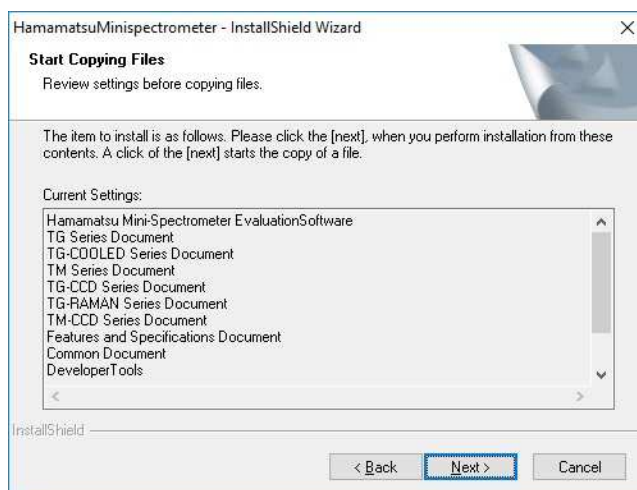 HamamatsuMinispectrometer - InstallShield Wizard
Start Copying Files
Review settings before copying files.
The item to install is as follows. Please click the [next], when you perform installation from these
contents. A click of the [next] starts the copy of a file.
Current Settings:
Hamamatsu Mini-Spectrometer EvaluationSoftware
TG Series Document
TG-COOLED Series Document
TM Series Document
TG-CCD Series Document
TG-RAMAN Series Document
TM-CCD Series Document
Features and Specifications Document
Common Document
DeveloperTools
InstallShield
< Back
Next >
Cancel